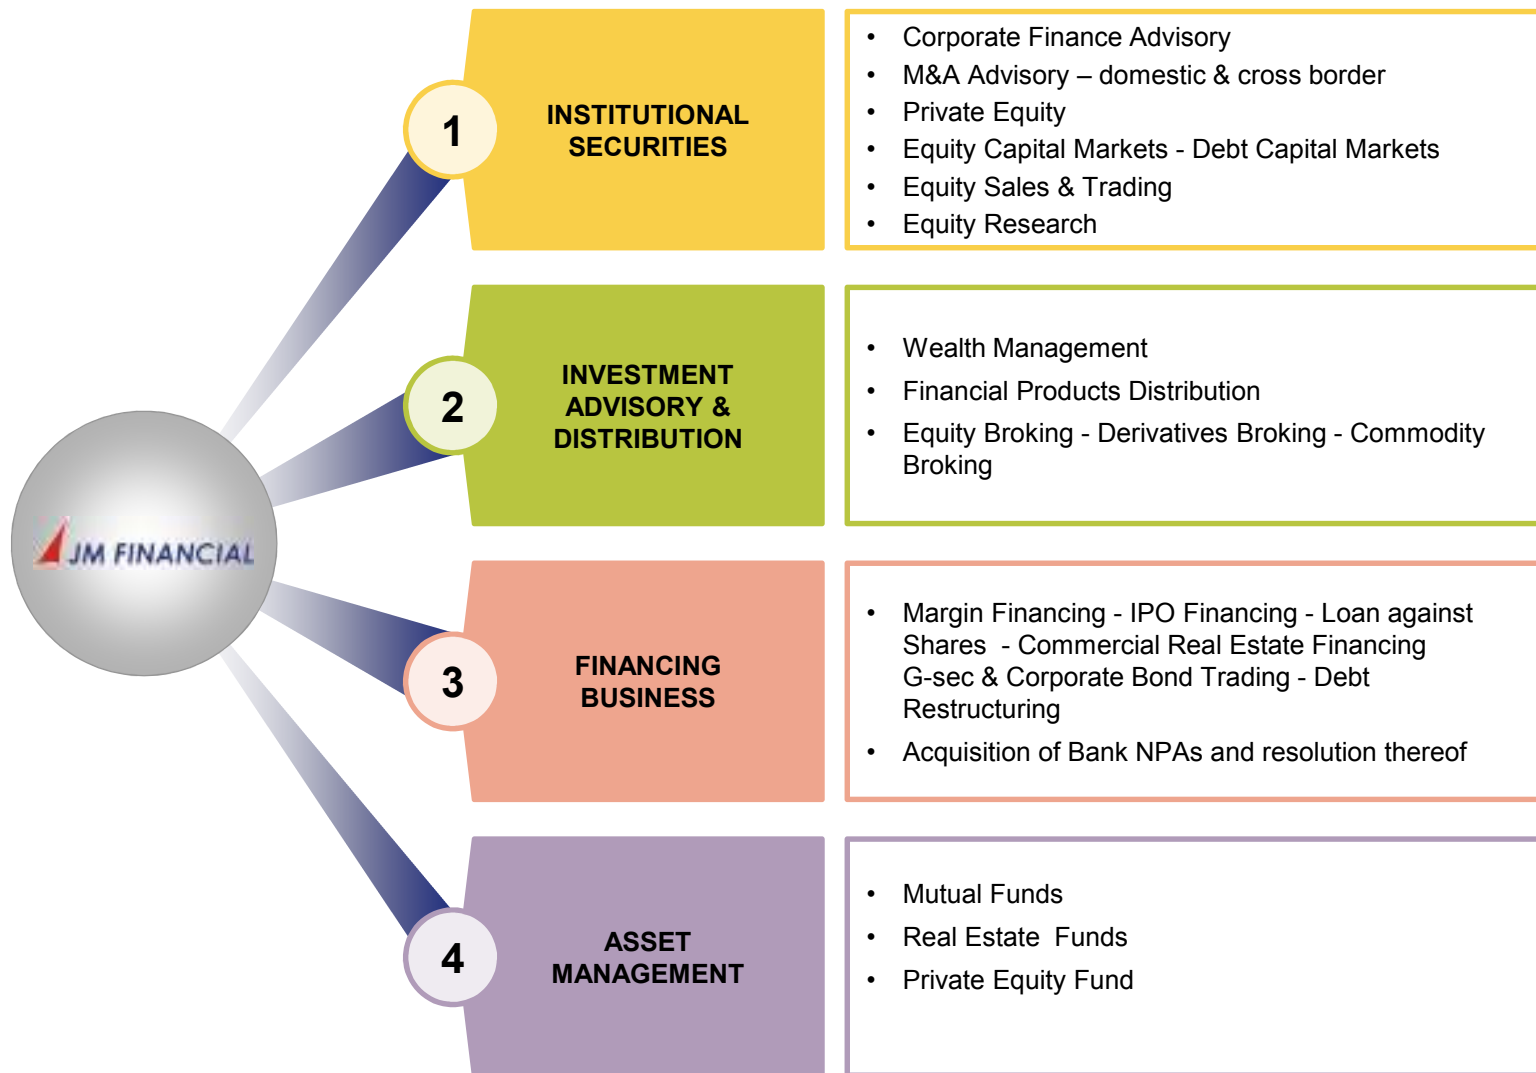 JM FINANCIAL
1
INSTITUTIONAL
SECURITIES
• Corporate Finance Advisory
• M&A Advisory – domestic & cross border
• Private Equity
• Equity Capital Markets - Debt Capital Markets
• Equity Sales & Trading
• Equity Research
2
INVESTMENT
ADVISORY &
DISTRIBUTION
• Wealth Management
• Financial Products Distribution
• Equity Broking - Derivatives Broking - Commodity
Broking
3
FINANCING
BUSINESS
• Margin Financing - IPO Financing - Loan against
Shares - Commercial Real Estate Financing
G-sec & Corporate Bond Trading - Debt
Restructuring
• Acquisition of Bank NPAs and resolution thereof
4
ASSET
MANAGEMENT
• Mutual Funds
• Real Estate Funds
• Private Equity Fund